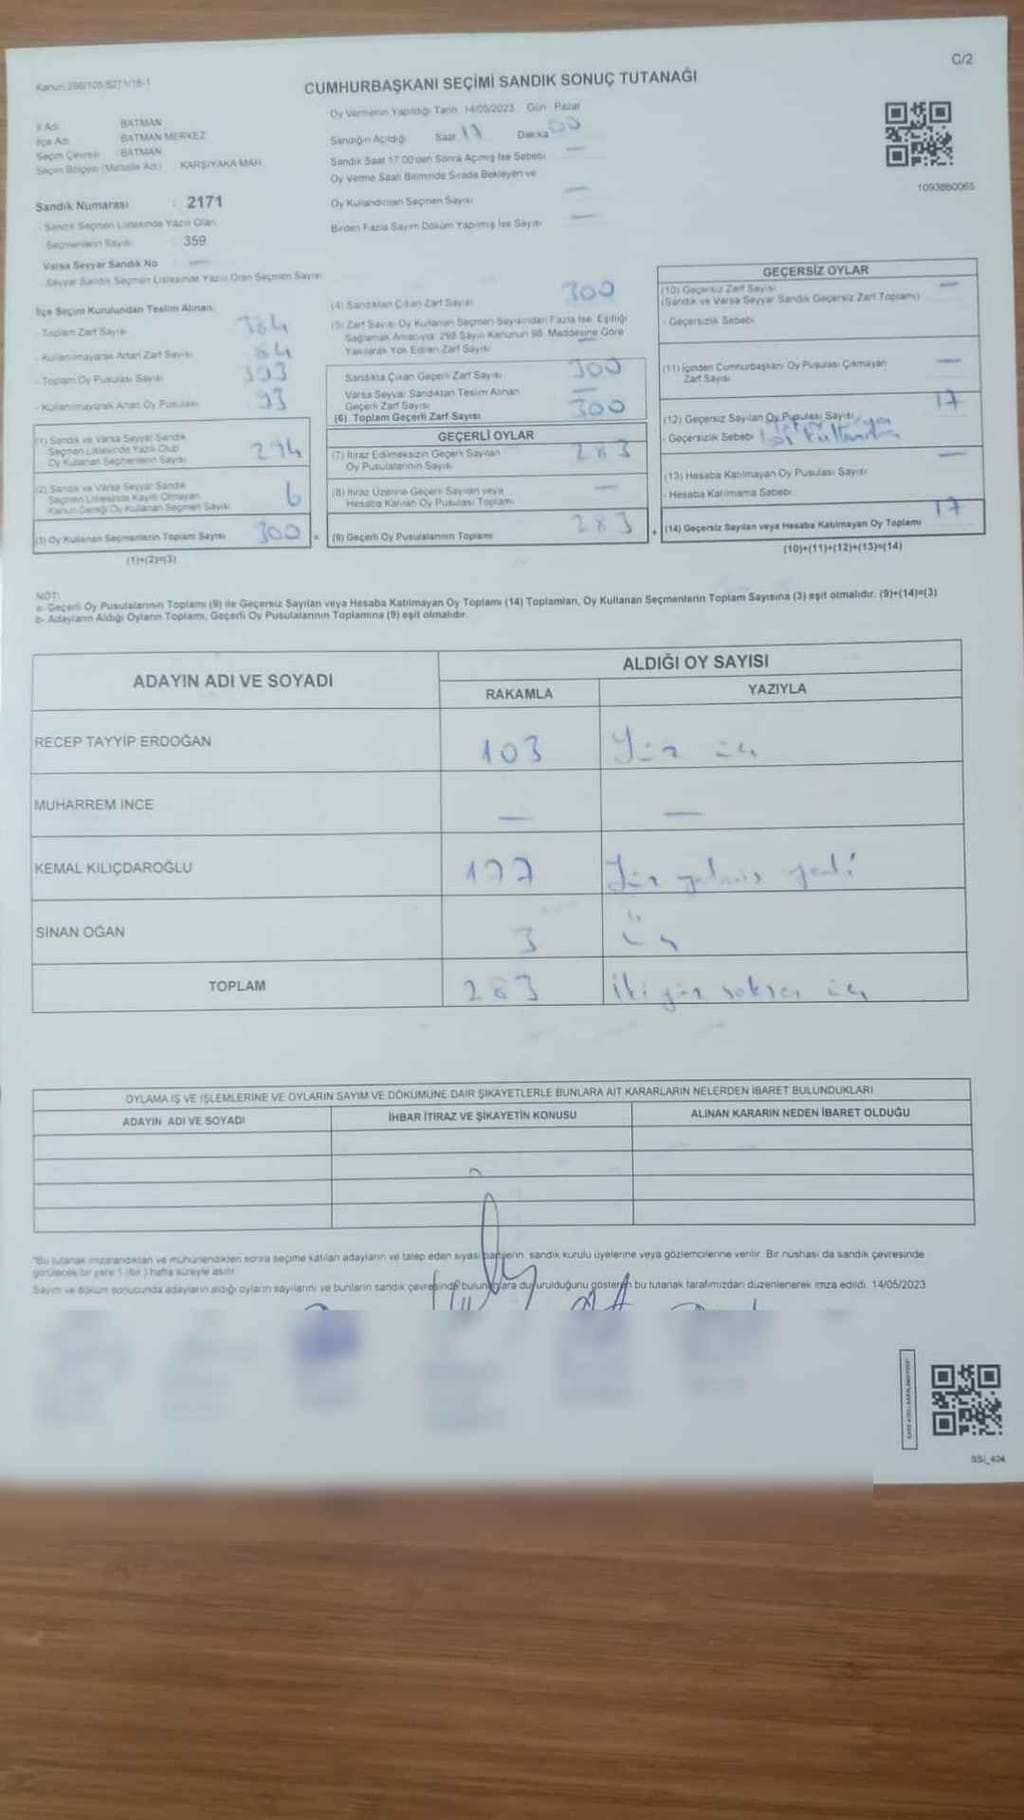 C/2
Kanun:298/105/6271/16-1
CUMHURBAŞKANI SEÇİMİ SANDIK SONUÇ TUTANAĞI
İl Adı : BATMAN
İlçe Adı : BATMAN MERKEZ
Seçim Çevresi : BATMAN
Seçim Bölgesi (Mahalle Adı) : KARŞIYAKA MAH.
Sandık Numarası : 2171
- Sandık Seçmen Listesinde Yazılı Olan
Seçmenlerin Sayısı : 359
Varsa Seyyar Sandık No : —
- Seyyar Sandık Seçmen Listesinde Yazılı Olan Seçmen Sayısı
Oy Vermenin Yapıldığı Tarih: 14/05/2023 Gün : Pazar
Sandığın Açıldığı Saat 17 Dakika 00
Sandık Saat 17:00'den Sonra Açılmış İse Sebebi —
Oy Verme Saati Bitiminde Sırada Bekleyen ve
Oy Kullandırılan Seçmen Sayısı —
Birden Fazla Sayım Döküm Yapılmış İse Sayısı —
1093860065
İlçe Seçim Kurulundan Teslim Alınan:
- Toplam Zarf Sayısı 384
- Kullanılmayarak Artan Zarf Sayısı 84
- Toplam Oy Pusulası Sayısı 393
- Kullanılmayarak Artan Oy Pusulası 93
(1) Sandık ve Varsa Seyyar Sandık
Seçmen Listesinde Yazılı Olup
Oy Kullanan Seçmenlerin Sayısı 294
(2) Sandık ve Varsa Seyyar Sandık
Seçmen Listesinde Kayıtlı Olmayan
Kanun Gereği Oy Kullanan Seçmen Sayısı 6
(3) Oy Kullanan Seçmenlerin Toplam Sayısı 300
(1)+(2)=(3)
(4) Sandıktan Çıkan Zarf Sayısı 300
(5) Zarf Sayısı Oy Kullanan Seçmen Sayısından Fazla İse, Eşitliği
Sağlamak Amacıyla 298 Sayılı Kanunun 98. Maddesine Göre
Yakılarak Yok Edilen Zarf Sayısı —
Sandıkta Çıkan Geçerli Zarf Sayısı 300
Varsa Seyyar Sandıktan Teslim Alınan
Geçerli Zarf Sayısı —
(6) Toplam Geçerli Zarf Sayısı 300
GEÇERLİ OYLAR
(7) İtiraz Edilmeksizin Geçerli Sayılan
Oy Pusulalarının Sayısı 283
(8) İtiraz Üzerine Geçerli Sayılan veya
Hesaba Katılan Oy Pusulası Toplamı —
(9) Geçerli Oy Pusulalarının Toplamı 283
GEÇERSİZ OYLAR
(10) Geçersiz Zarf Sayısı —
(Sandık ve Varsa Seyyar Sandık Geçersiz Zarf Toplamı)
- Geçersizlik Sebebi
(11) İçinden Cumhurbaşkanı Oy Pusulası Çıkmayan
Zarf Sayısı —
(12) Geçersiz Sayılan Oy Pusulası Sayısı 17
- Geçersizlik Sebebi
(13) Hesaba Katılmayan Oy Pusulası Sayısı —
- Hesaba Katılmama Sebebi
(14) Geçersiz Sayılan veya Hesaba Katılmayan Oy Toplamı 17
(10)+(11)+(12)+(13)=(14)
NOT:
a- Geçerli Oy Pusulalarının Toplamı (9) ile Geçersiz Sayılan veya Hesaba Katılmayan Oy Toplamı (14) Toplamları, Oy Kullanan Seçmenlerin Toplam Sayısına (3) eşit olmalıdır. (9)+(14)=(3)
b- Adayların Aldığı Oyların Toplamı, Geçerli Oy Pusulalarının Toplamına (9) eşit olmalıdır.
ADAYIN ADI VE SOYADI
ALDIĞI OY SAYISI
RAKAMLA YAZIYLA
RECEP TAYYİP ERDOĞAN 103 Yüz üç
MUHARREM İNCE — —
KEMAL KILIÇDAROĞLU 177 Yüz yetmiş yedi
SİNAN OĞAN 3 üç
TOPLAM 283 İki yüz seksen üç
OYLAMA İŞ VE İŞLEMLERİNE VE OYLARIN SAYIM VE DÖKÜMÜNE DAİR ŞİKAYETLERLE BUNLARA AİT KARARLARIN NELERDEN İBARET BULUNDUKLARI
ADAYIN ADI VE SOYADI İHBAR İTİRAZ VE ŞİKAYETİN KONUSU ALINAN KARARIN NEDEN İBARET OLDUĞU
*Bu tutanak imzalandıktan ve mühürlendikten sonra seçime katılan adayların ve talep eden siyasi partilerin, sandık kurulu üyelerine veya gözlemcilerine verilir. Bir nüshası da sandık çevresinde
görülecek bir yere 1 (bir) hafta süreyle asılır.
Sayım ve döküm sonucunda adayların aldığı oyların sayılarını ve bunların sandık çevresinde bulunanlara duyurulduğunu gösteren bu tutanak tarafımızdan düzenlenerek imza edildi. 14/05/2023